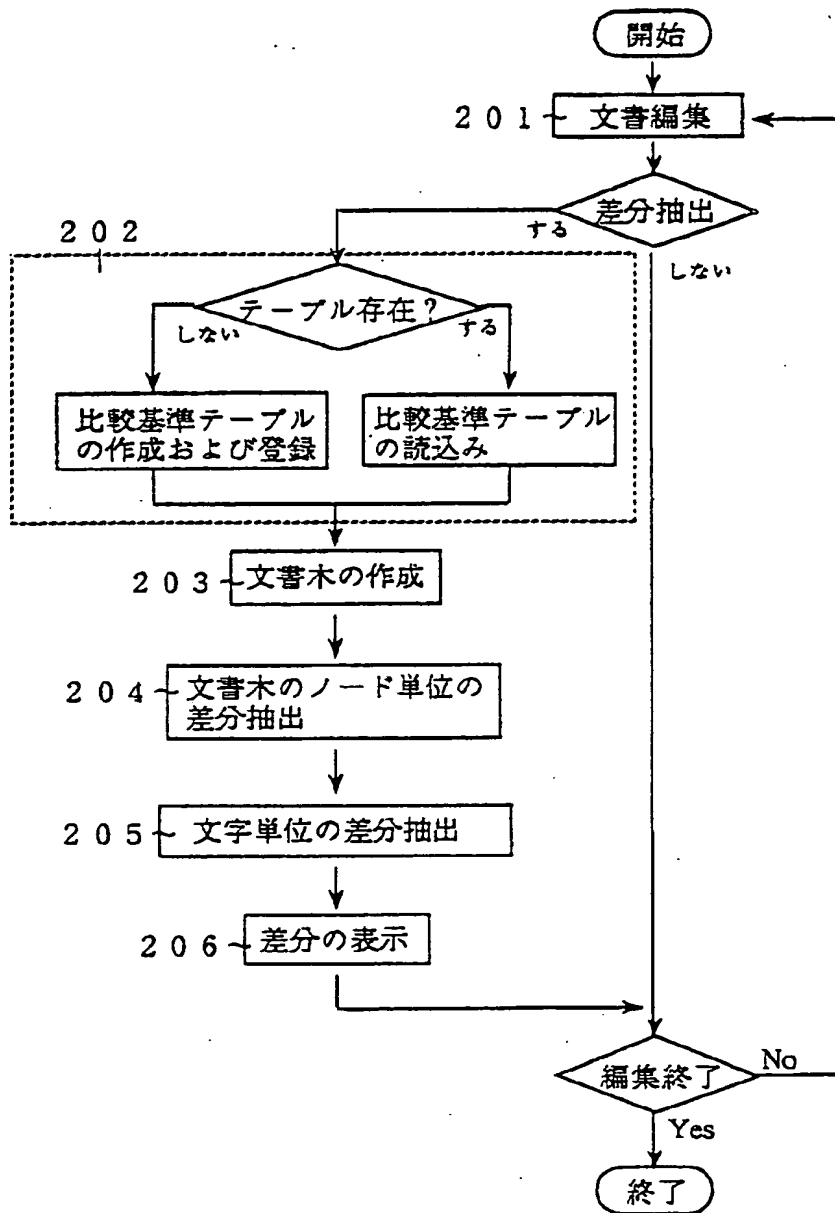 開始
201
文書編集
差分抽出
する
しない
202
テーブル存在?
しない
する
比較基準テーブル
の作成および登録
比較基準テーブル
の読込み
203
文書木の作成
204
文書木のノード単位の
差分抽出
205
文字単位の差分抽出
206
差分の表示
編集終了
No
Yes
終了